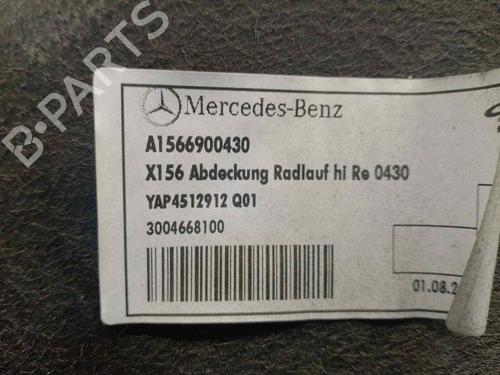 B-PARTS
Mercedes-Benz
A1566900430
X156 Abdeckung Radlauf hi Re 0430
YAP4512912 Q01
3004668100
01.08.2